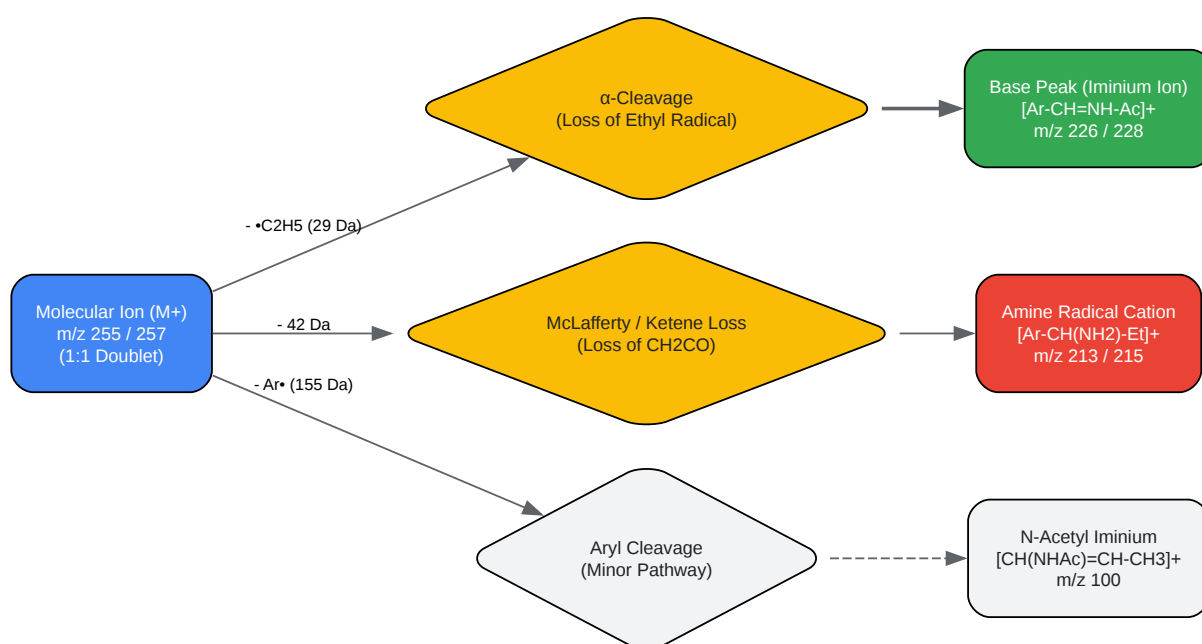 α-Cleavage
(Loss of Ethyl Radical)
Base Peak (Iminium Ion)
[Ar-CH=NH-Ac]+
m/z 226 / 228
- •C2H5 (29 Da)
Molecular Ion (M+)
m/z 255 / 257
(1:1 Doublet)
- 42 Da
McLafferty / Ketene Loss
(Loss of CH2CO)
Amine Radical Cation
[Ar-CH(NH2)-Et]+
m/z 213 / 215
- Ar• (155 Da)
Aryl Cleavage
(Minor Pathway)
N-Acetyl Iminium
[CH(NHAc)=CH-CH3]+
m/z 100